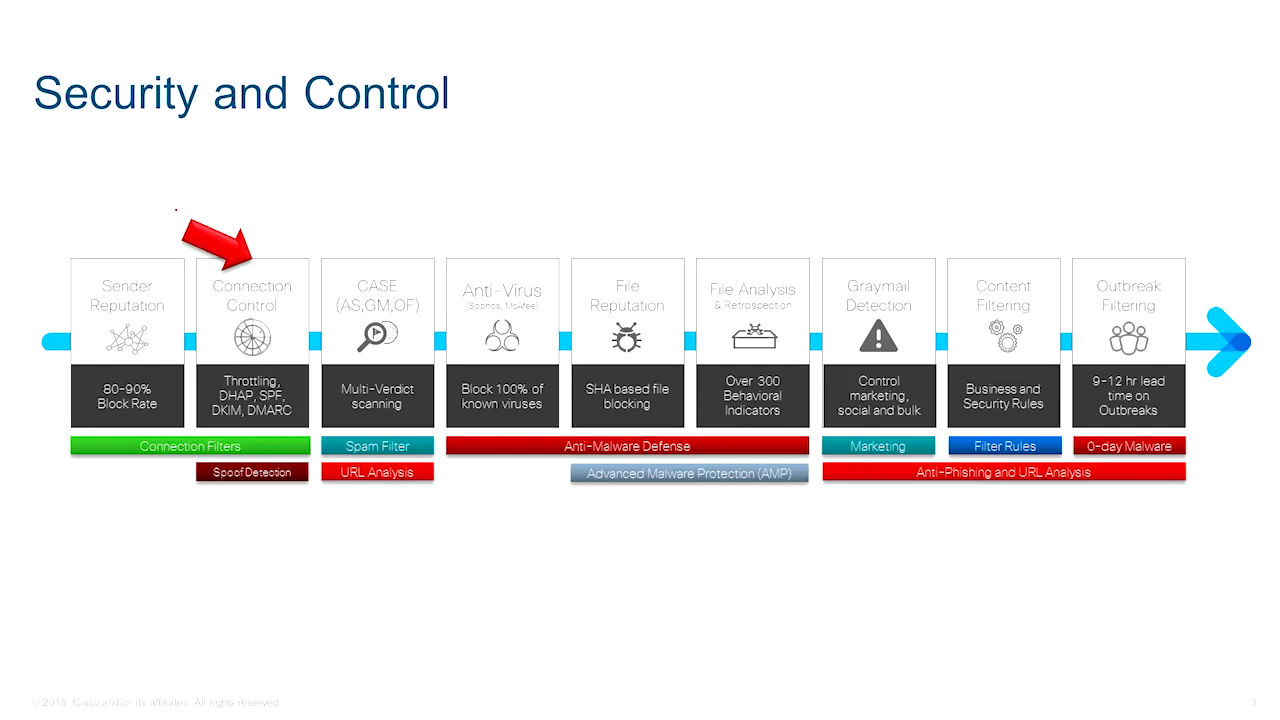 Security and Control
Sender
Reputation
80-90%
Block Rate
Connection
Control
Throttling,
DHAP, SPF,
DKIM, DMARC
CASE
(AS,GM,OF)
Multi-Verdict
scanning
Anti-Virus
(Sophos, McAfee)
Block 100% of
known viruses
File
Reputation
SHA based file
blocking
File Analysis
& Retrospection
Over 300
Behavioral
Indicators
Graymail
Detection
Control
marketing,
social and bulk
Content
Filtering
Business and
Security Rules
Outbreak
Filtering
9-12 hr lead
time on
Outbreaks
Connection Filters
Spam Filter
Anti-Malware Defense
Marketing
Filter Rules
0-day Malware
Spoof Detection
URL Analysis
Advanced Malware Protection (AMP)
Anti-Phishing and URL Analysis
© 2018 Cisco and/or its affiliates. All rights reserved.
3